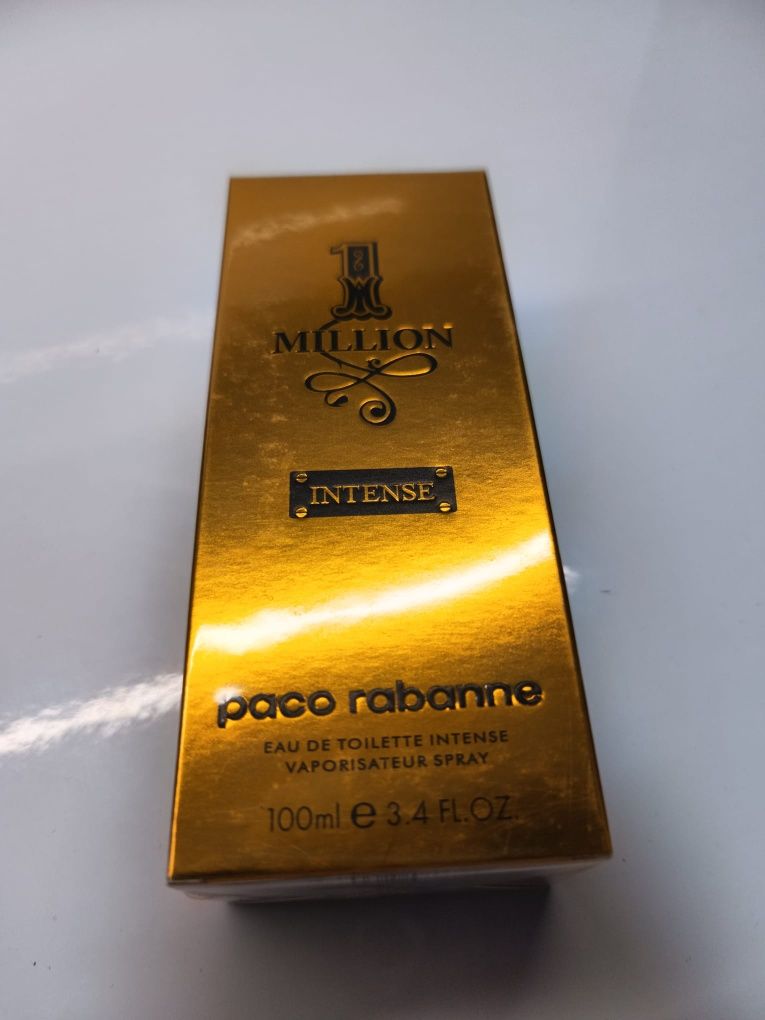 1
MILLION
INTENSE
paco rabanne
EAU DE TOILETTE INTENSE
VAPORISATEUR SPRAY
100ml e 3.4 FL.OZ.